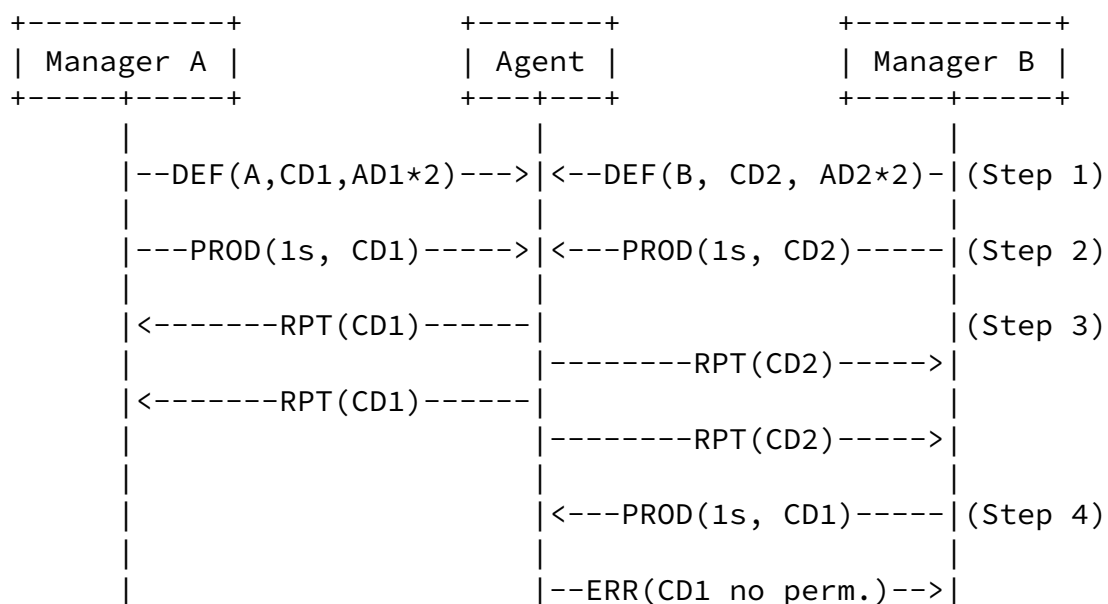 +-----------+             +-------+             +-----------+
| Manager A |             | Agent |             | Manager B |
+-----+-----+             +---+---+             +-----+-----+
      |                         |                         |
      |--DEF(A,CD1,AD1*2)--->|<--DEF(B, CD2, AD2*2)-|(Step 1)
      |                         |                         |
      |---PROD(1s, CD1)----->|<---PROD(1s, CD2)-----|(Step 2)
      |                         |                         |
      |<-------RPT(CD1)------|                      |(Step 3)
      |                      |--------RPT(CD2)----->|
      |<-------RPT(CD1)------|                      |
      |                      |--------RPT(CD2)----->|
      |                         |                         |
      |                      |<---PROD(1s, CD1)-----|(Step 4)
      |                         |                         |
      |                      |--ERR(CD1 no perm.)-->|